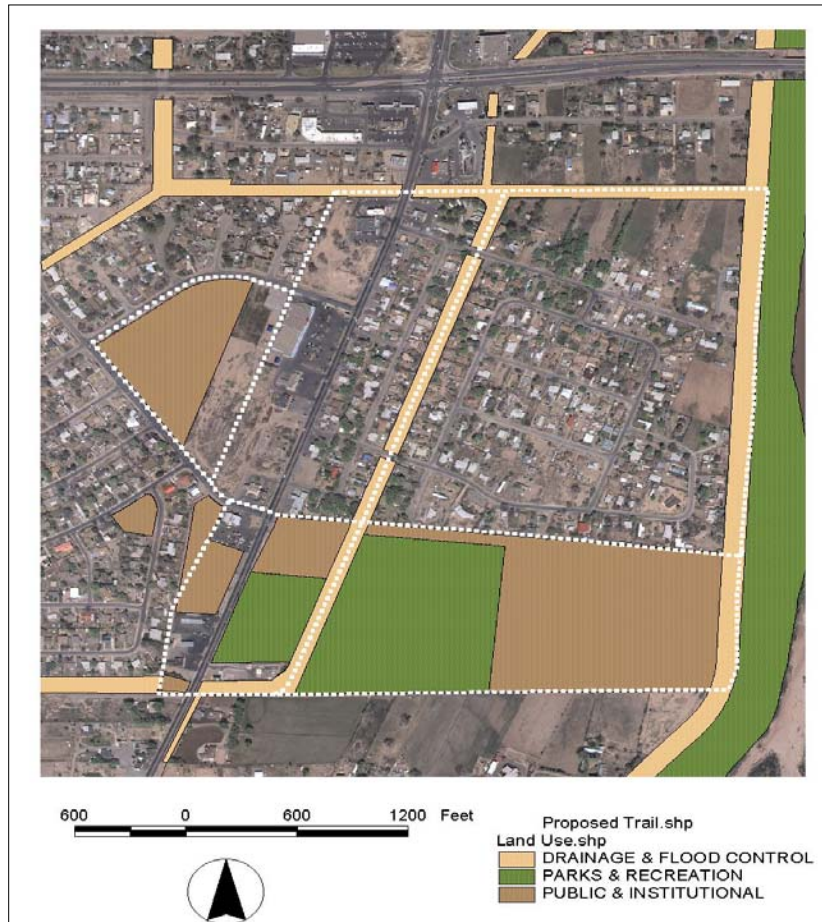 600 0 600 1200 Feet
Proposed Trail.shp
Land Use.shp
DRAINAGE & FLOOD CONTROL
PARKS & RECREATION
PUBLIC & INSTITUTIONAL